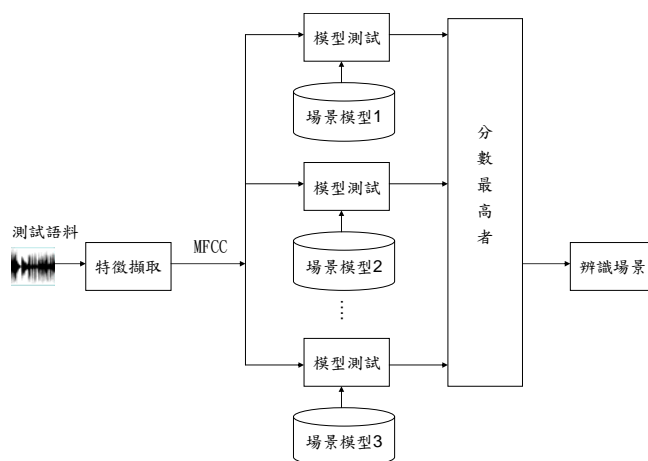 模型測試
場景模型1
模型測試
場景模型2
⋮
模型測試
場景模型3
測試語料
特徵擷取
MFCC
分
數
最
高
者
辨識場景